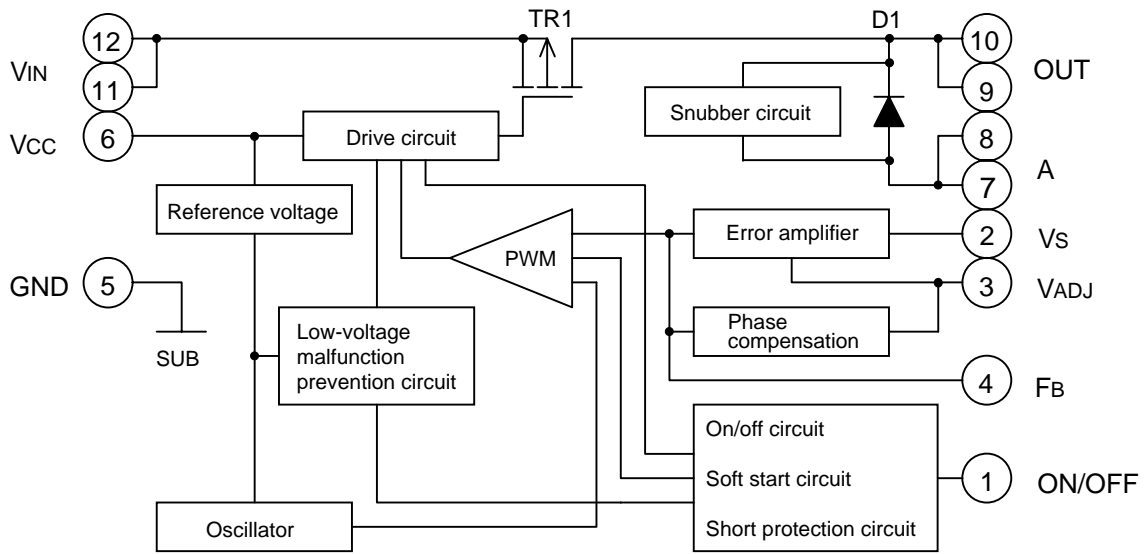 TR1
D1
12
10
VIN
OUT
11
9
Snubber circuit
6
8
VCC
Drive circuit
A
7
Reference voltage
Error amplifier
2
VS
PWM
GND
5
3
VADJ
Low-voltage
malfunction
prevention circuit
Phase
compensation
SUB
4
FB
On/off circuit
Soft start circuit
1
ON/OFF
Oscillator
Short protection circuit